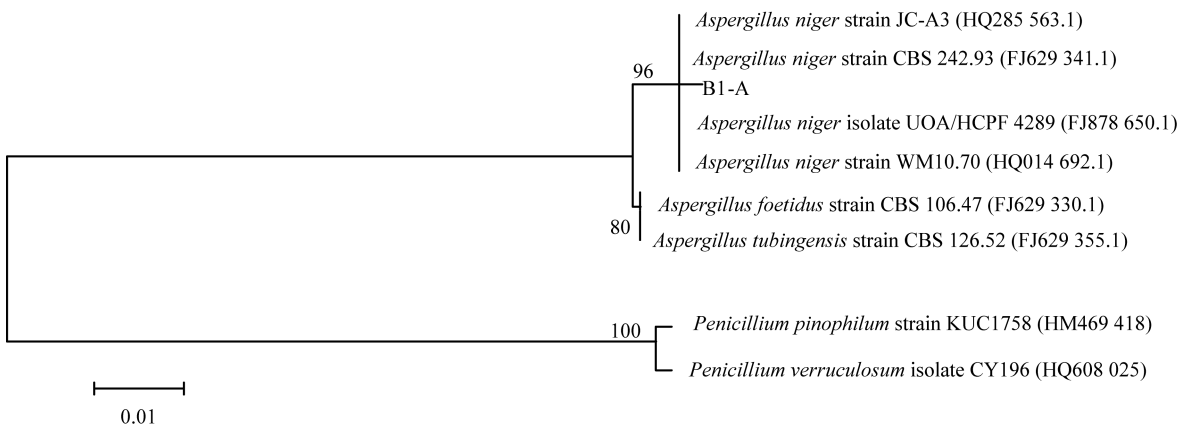 Aspergillus niger strain JC-A3 (HQ285 563.1)
96
Aspergillus niger strain CBS 242.93 (FJ629 341.1)
B1-A
Aspergillus niger isolate UOA/HCPF 4289 (FJ878 650.1)
Aspergillus niger strain WM10.70 (HQ014 692.1)
Aspergillus foetidus strain CBS 106.47 (FJ629 330.1)
80
Aspergillus tubingensis strain CBS 126.52 (FJ629 355.1)
100
Penicillium pinophilum strain KUC1758 (HM469 418)
Penicillium verruculosum isolate CY196 (HQ608 025)
0.01